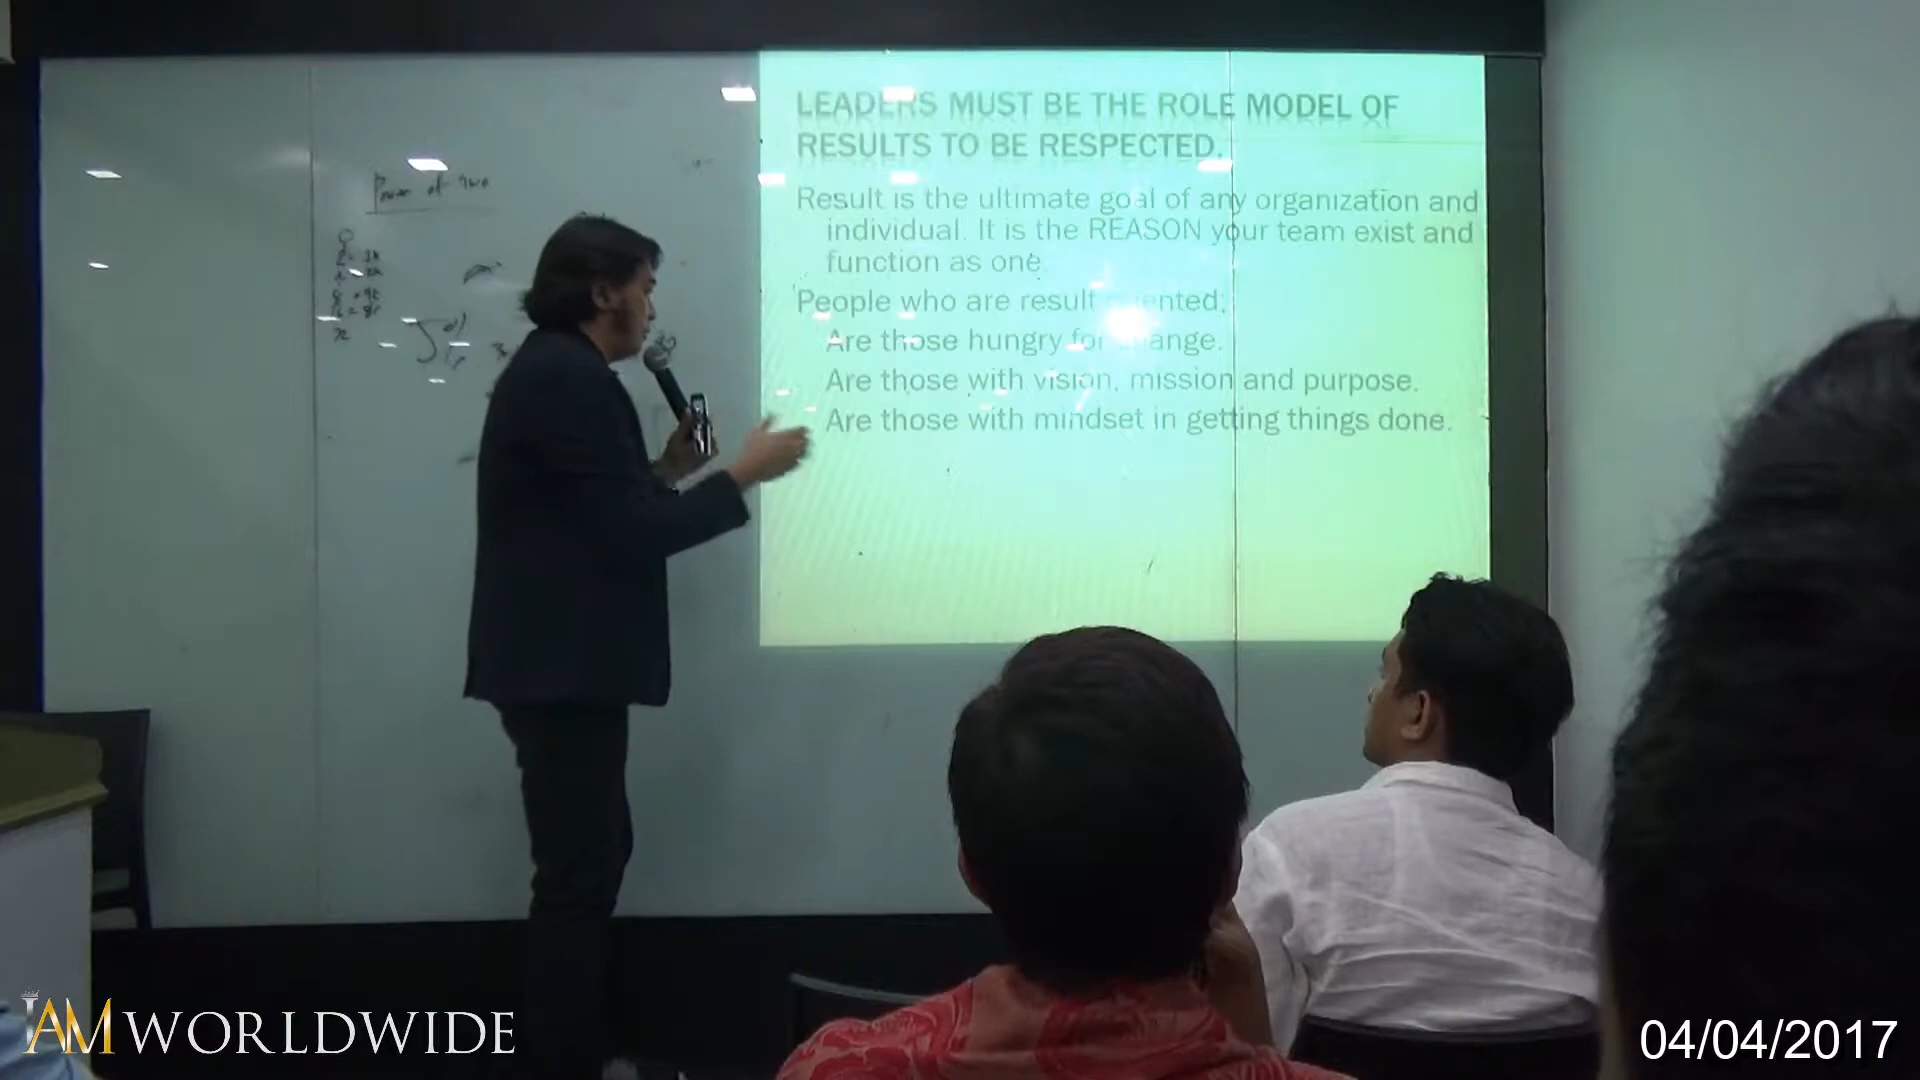 LEADERS MUST BE THE ROLE MODEL OF
RESULTS TO BE RESPECTED.
Result is the ultimate goal of any organization and
individual. It is the REASON your team exist and
function as one.
People who are result oriented;
Are those hungry for change.
Are those with vision, mission and purpose.
Are those with mindset in getting things done.
Power of two
IAM WORLDWIDE
04/04/2017